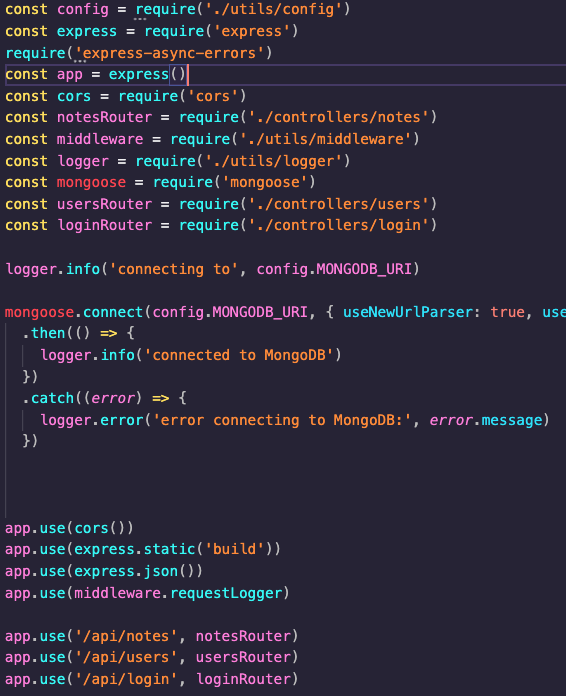 const config = require('./utils/config')
const express = require('express')
require('express-async-errors')
const app = express()
const cors = require('cors')
const notesRouter = require('./controllers/notes')
const middleware = require('./utils/middleware')
const logger = require('./utils/logger')
const mongoose = require('mongoose')
const usersRouter = require('./controllers/users')
const loginRouter = require('./controllers/login')
logger.info('connecting to', config.MONGODB_URI)
mongoose.connect(config.MONGODB_URI, { useNewUrlParser: true, use
.then(() => {
logger.info('connected to MongoDB')
})
.catch((error) => {
logger.error('error connecting to MongoDB:', error.message)
})
app.use(cors())
app.use(express.static('build'))
app.use(express.json())
app.use(middleware.requestLogger)
app.use('/api/notes', notesRouter)
app.use('/api/users', usersRouter)
app.use('/api/login', loginRouter)